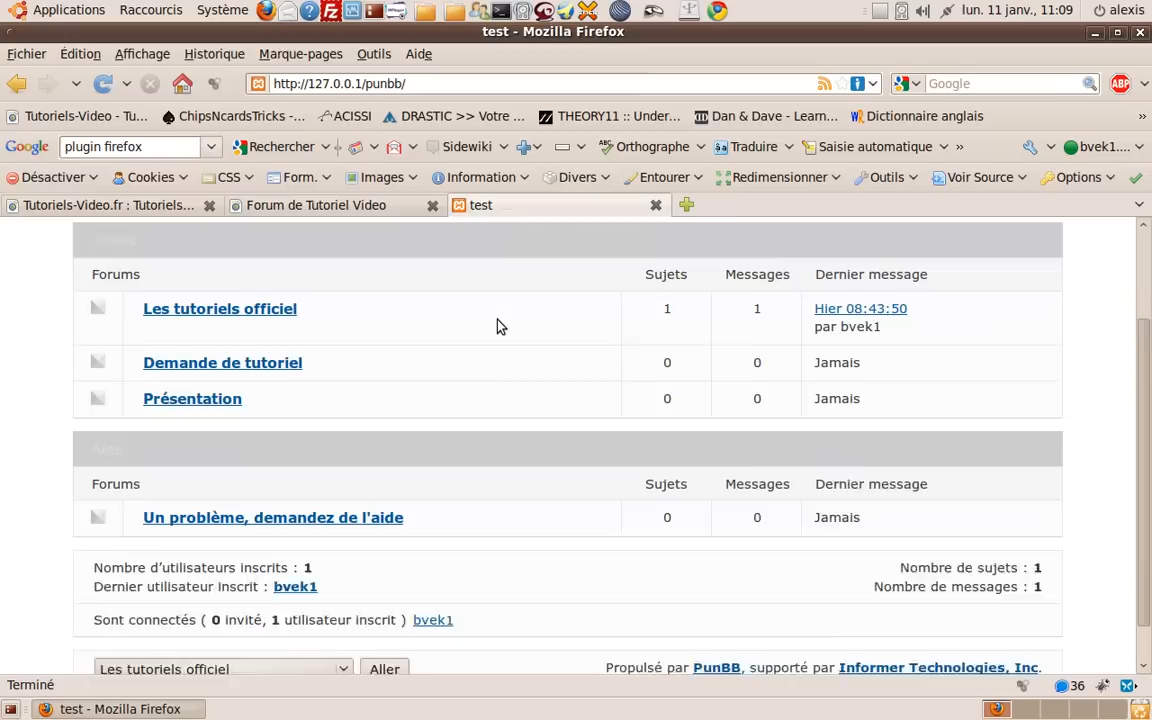 Applications Raccourcis Système lun. 11 janv., 11:09 alexis
test - Mozilla Firefox
Fichier Édition Affichage Historique Marque-pages Outils Aide
http://127.0.0.1/punbb/ Google ABP
Tutoriels-Video - Tu... ChipsNcardsTricks -... ACISSI DRASTIC >> Votre ... THEORY11 :: Under... Dan & Dave - Learn... Dictionnaire anglais »
Google plugin firefox Rechercher Sidewiki Orthographe Traduire Saisie automatique » bvek1....
Désactiver Cookies CSS Form. Images Information Divers Entourer Redimensionner Outils Voir Source Options
Tutoriels-Video.fr : Tutoriels... Forum de Tutoriel Video test
Forums Sujets Messages Dernier message
Les tutoriels officiel 1 1 Hier 08:43:50
par bvek1
Demande de tutoriel 0 0 Jamais
Présentation 0 0 Jamais
Aide
Forums Sujets Messages Dernier message
Un problème, demandez de l'aide 0 0 Jamais
Nombre d’utilisateurs inscrits : 1 Nombre de sujets : 1
Dernier utilisateur inscrit : bvek1 Nombre de messages : 1
Sont connectés ( 0 invité, 1 utilisateur inscrit ) bvek1
Les tutoriels officiel Aller Propulsé par PunBB, supporté par Informer Technologies, Inc.
Terminé 36
test - Mozilla Firefox